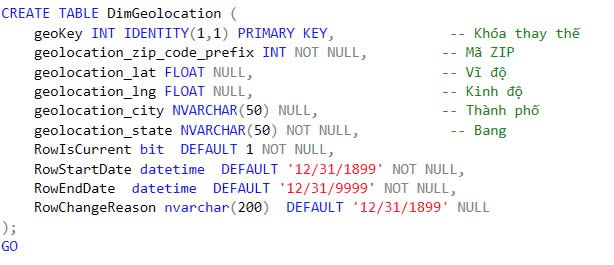 CREATE TABLE DimGeolocation (
geoKey INT IDENTITY(1,1) PRIMARY KEY, -- Khóa thay thế
geolocation_zip_code_prefix INT NOT NULL, -- Mã ZIP
geolocation_lat FLOAT NULL, -- Vĩ độ
geolocation_lng FLOAT NULL, -- Kinh độ
geolocation_city NVARCHAR(50) NULL, -- Thành phố
geolocation_state NVARCHAR(50) NOT NULL, -- Bang
RowIsCurrent bit DEFAULT 1 NOT NULL,
RowStartDate datetime DEFAULT '12/31/1899' NOT NULL,
RowEndDate datetime DEFAULT '12/31/9999' NOT NULL,
RowChangeReason nvarchar(200) DEFAULT '12/31/1899' NULL
);
GO